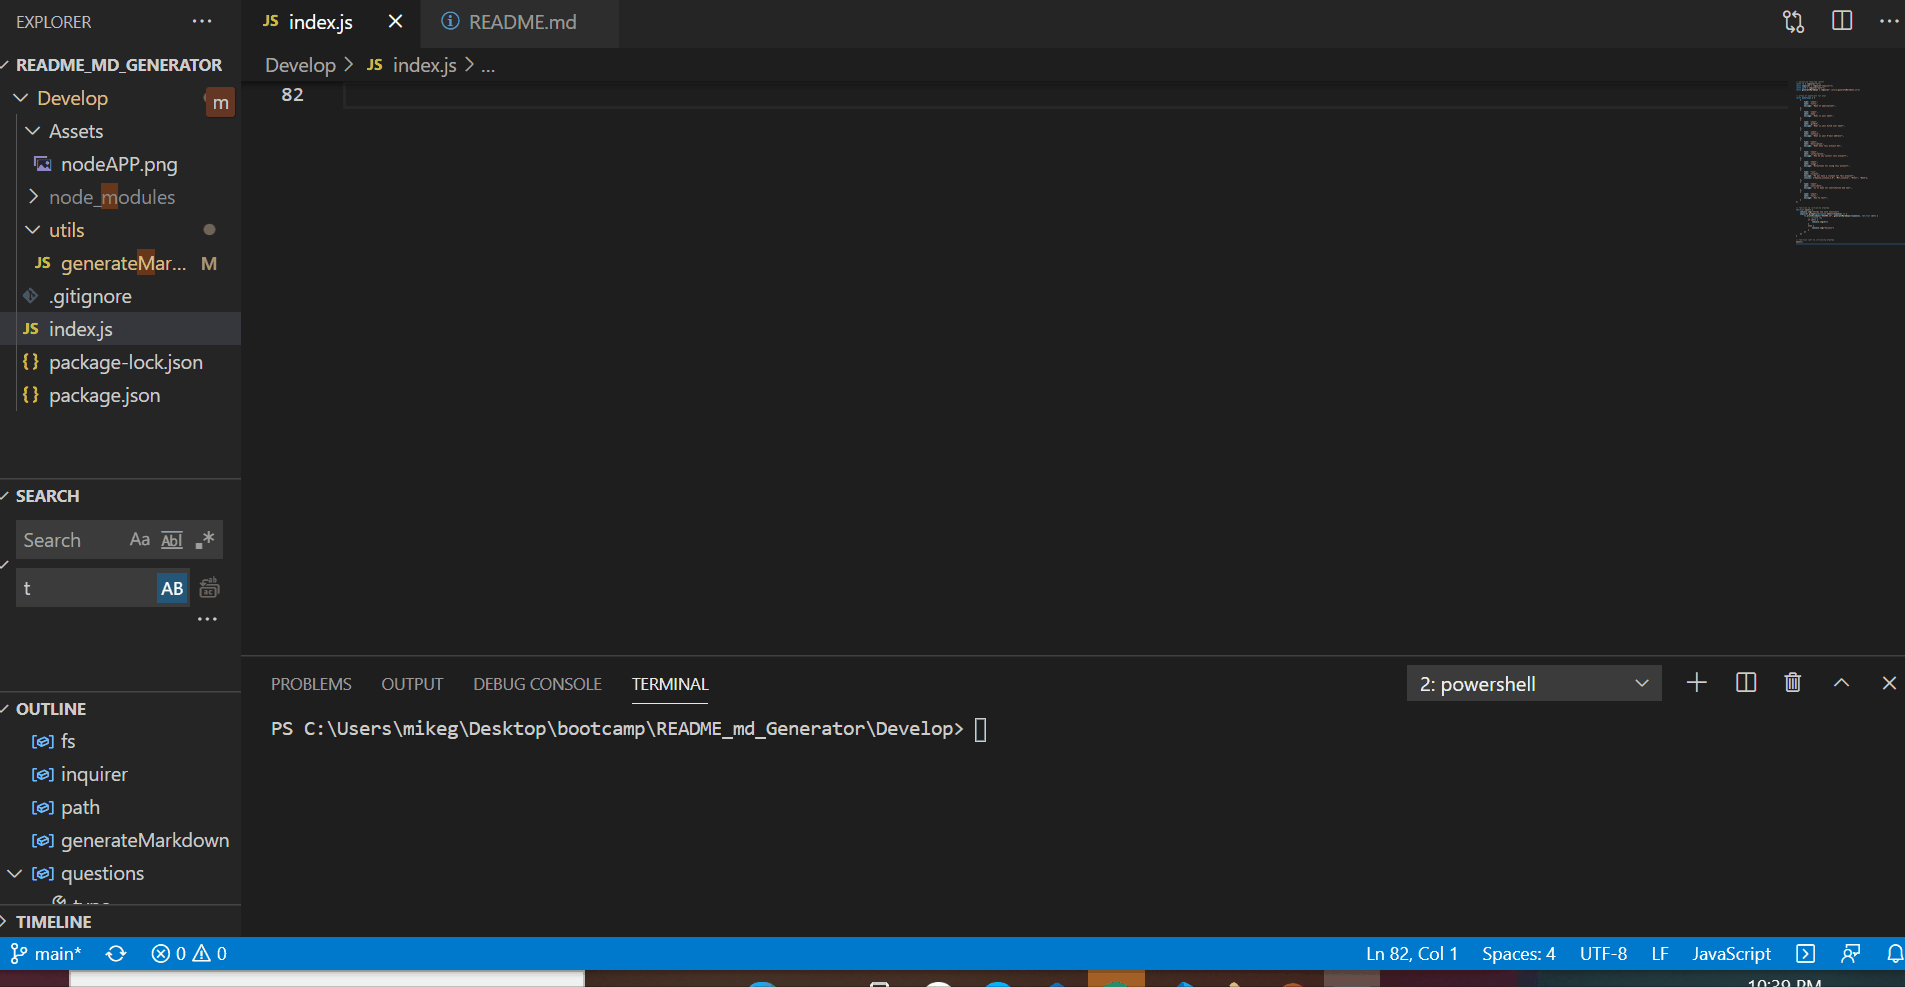 EXPLORER
JS index.js
README.md
README_MD_GENERATOR
Develop > JS index.js > ...
Develop
m
82
Assets
nodeAPP.png
node_modules
utils
JS generateMar... M
.gitignore
JS index.js
{} package-lock.json
{} package.json
SEARCH
Search Aa Abl .*
t AB
...
OUTLINE
fs
inquirer
path
generateMarkdown
questions
TIMELINE
PROBLEMS OUTPUT DEBUG CONSOLE TERMINAL
2: powershell
PS C:\Users\mikeg\Desktop\bootcamp\README_md_Generator\Develop>
main* 0 0
Ln 82, Col 1 Spaces: 4 UTF-8 LF JavaScript
10:39 PM